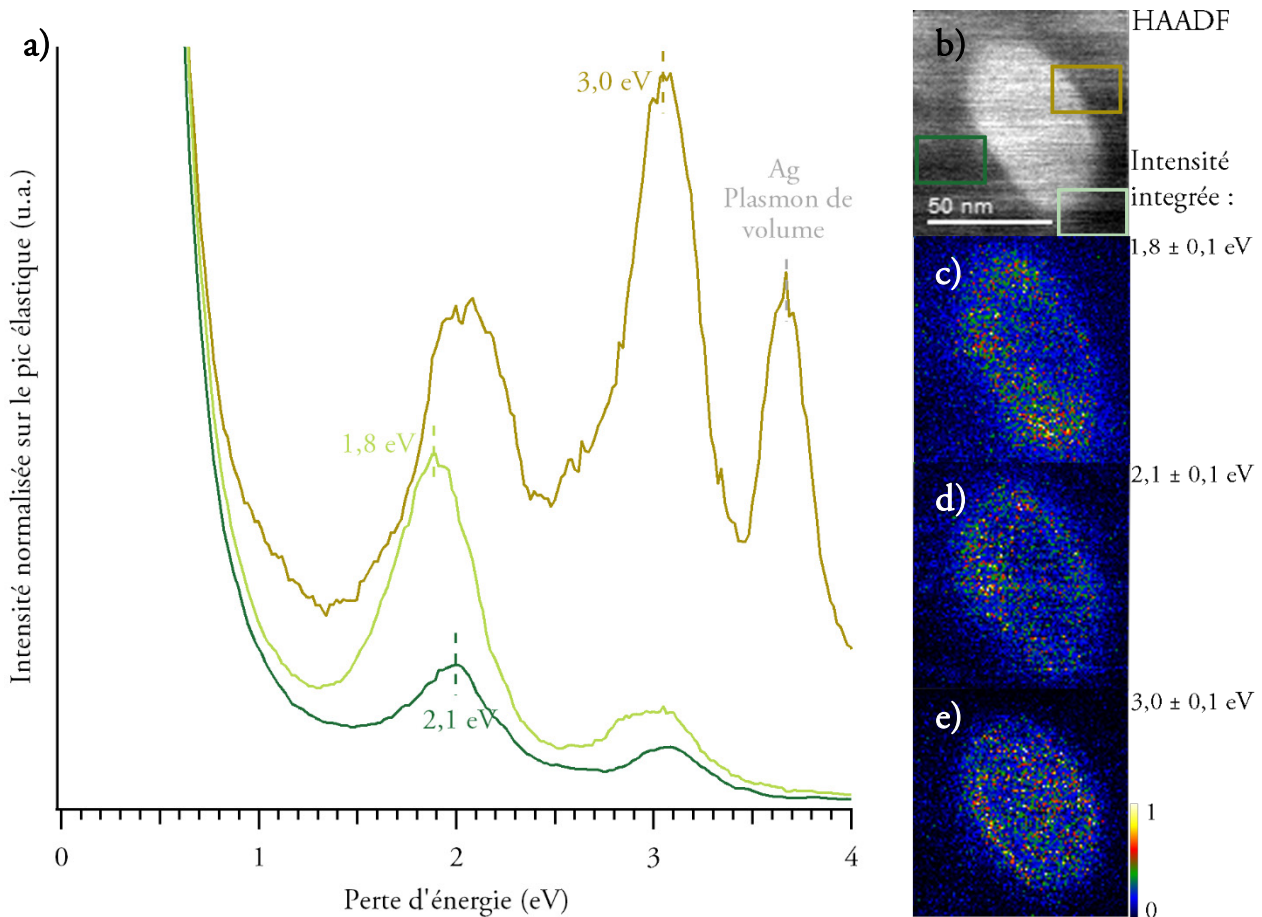 a)
Intensité normalisée sur le pic élastique (u.a.)
3,0 eV
Ag
Plasmon de
volume
1,8 eV
2,1 eV
0
1
2
3
4
Perte d'énergie (eV)
b)
HAADF
50 nm
Intensité
integrée :
1,8 ± 0,1 eV
c)
2,1 ± 0,1 eV
d)
3,0 ± 0,1 eV
e)
1
0